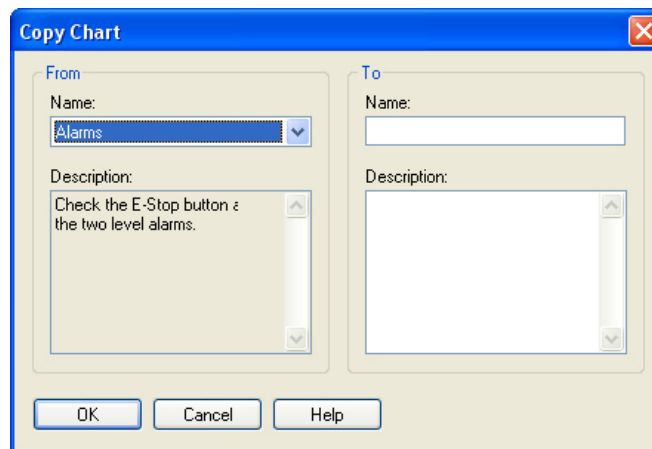 Copy Chart
From
Name:
Alarms
Description:
Check the E-Stop button a
the two level alarms.
To
Name:
Description:
OK
Cancel
Help